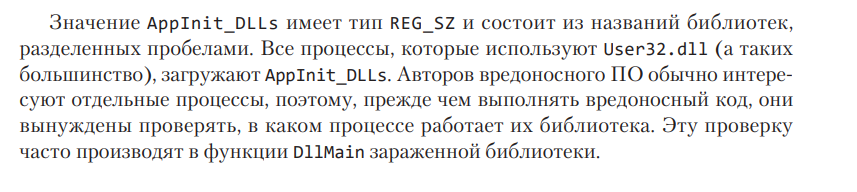 Значение AppInit_DLLs имеет тип REG_SZ и состоит из названий библиотек,
разделенных пробелами. Все процессы, которые используют User32.dll (а таких
большинство), загружают AppInit_DLLs. Авторов вредоносного ПО обычно интере-
суют отдельные процессы, поэтому, прежде чем выполнять вредоносный код, они
вынуждены проверять, в каком процессе работает их библиотека. Эту проверку
часто производят в функции DllMain зараженной библиотеки.